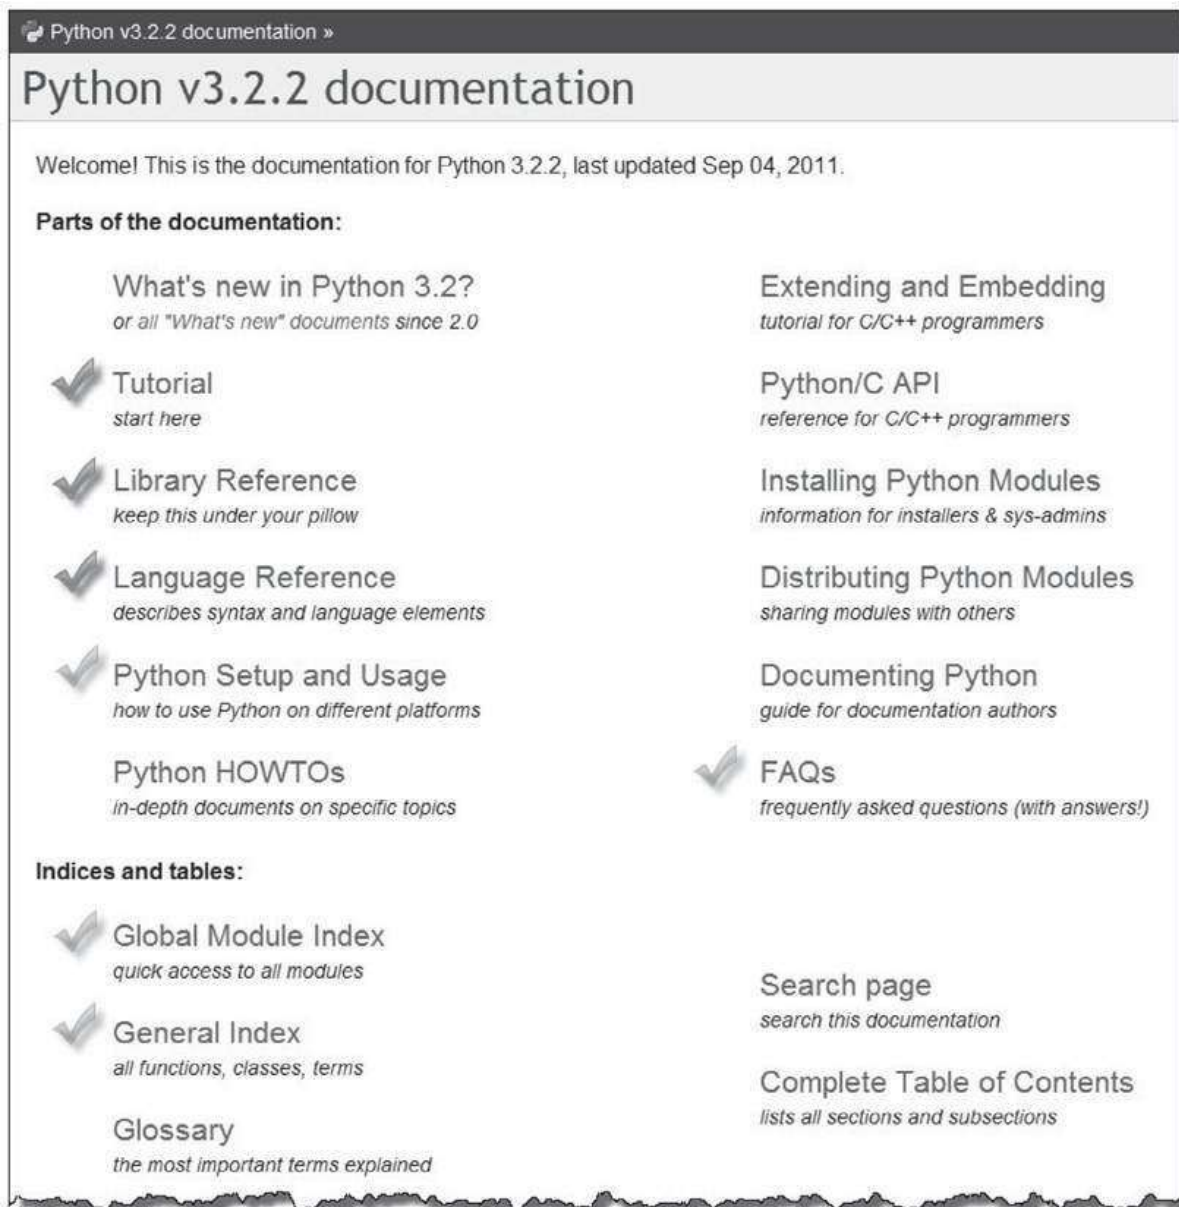 Python v3.2.2 documentation »
Python v3.2.2 documentation
Welcome! This is the documentation for Python 3.2.2, last updated Sep 04, 2011.
Parts of the documentation:
What's new in Python 3.2?
or all "What's new" documents since 2.0
Tutorial
start here
Library Reference
keep this under your pillow
Language Reference
describes syntax and language elements
Python Setup and Usage
how to use Python on different platforms
Python HOWTOs
in-depth documents on specific topics
Extending and Embedding
tutorial for C/C++ programmers
Python/C API
reference for C/C++ programmers
Installing Python Modules
information for installers & sys-admins
Distributing Python Modules
sharing modules with others
Documenting Python
guide for documentation authors
FAQs
frequently asked questions (with answers!)
Indices and tables:
Global Module Index
quick access to all modules
General Index
all functions, classes, terms
Glossary
the most important terms explained
Search page
search this documentation
Complete Table of Contents
lists all sections and subsections